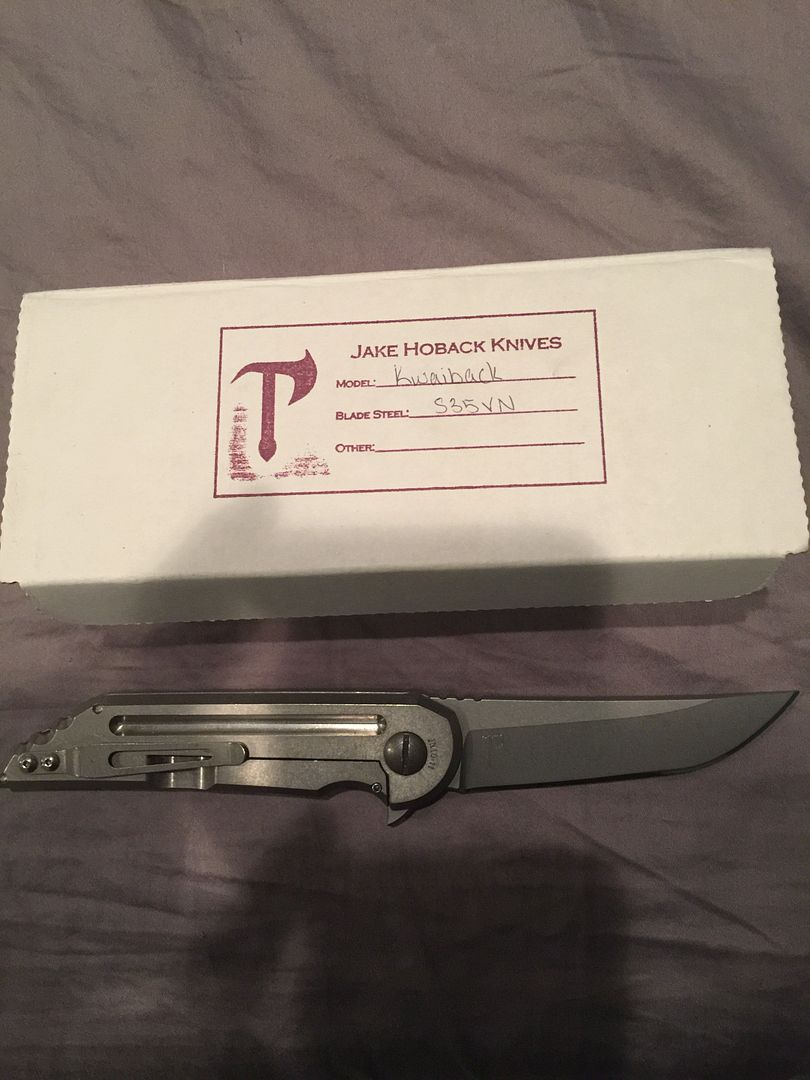 JAKE HOBACK KNIVES
MODEL: Kwaiback
BLADE STEEL: S35VN
OTHER: